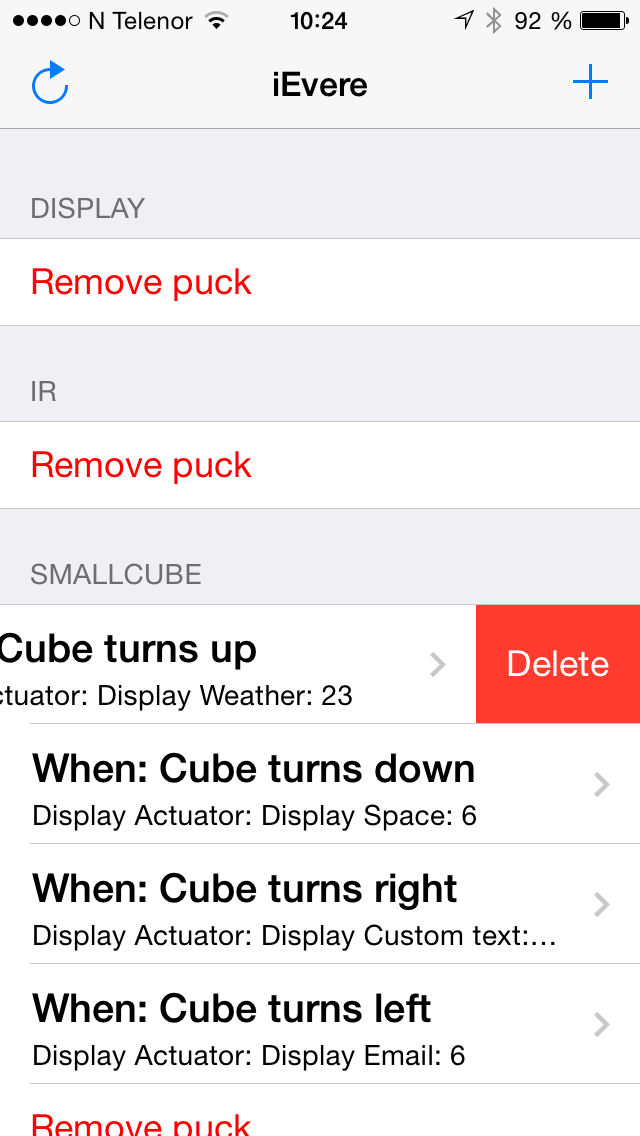 N Telenor 10:24 92 %
iEvere
DISPLAY
Remove puck
IR
Remove puck
SMALLCUBE
Cube turns up
ctuator: Display Weather: 23
Delete
When: Cube turns down
Display Actuator: Display Space: 6
When: Cube turns right
Display Actuator: Display Custom text:...
When: Cube turns left
Display Actuator: Display Email: 6
Remove puck